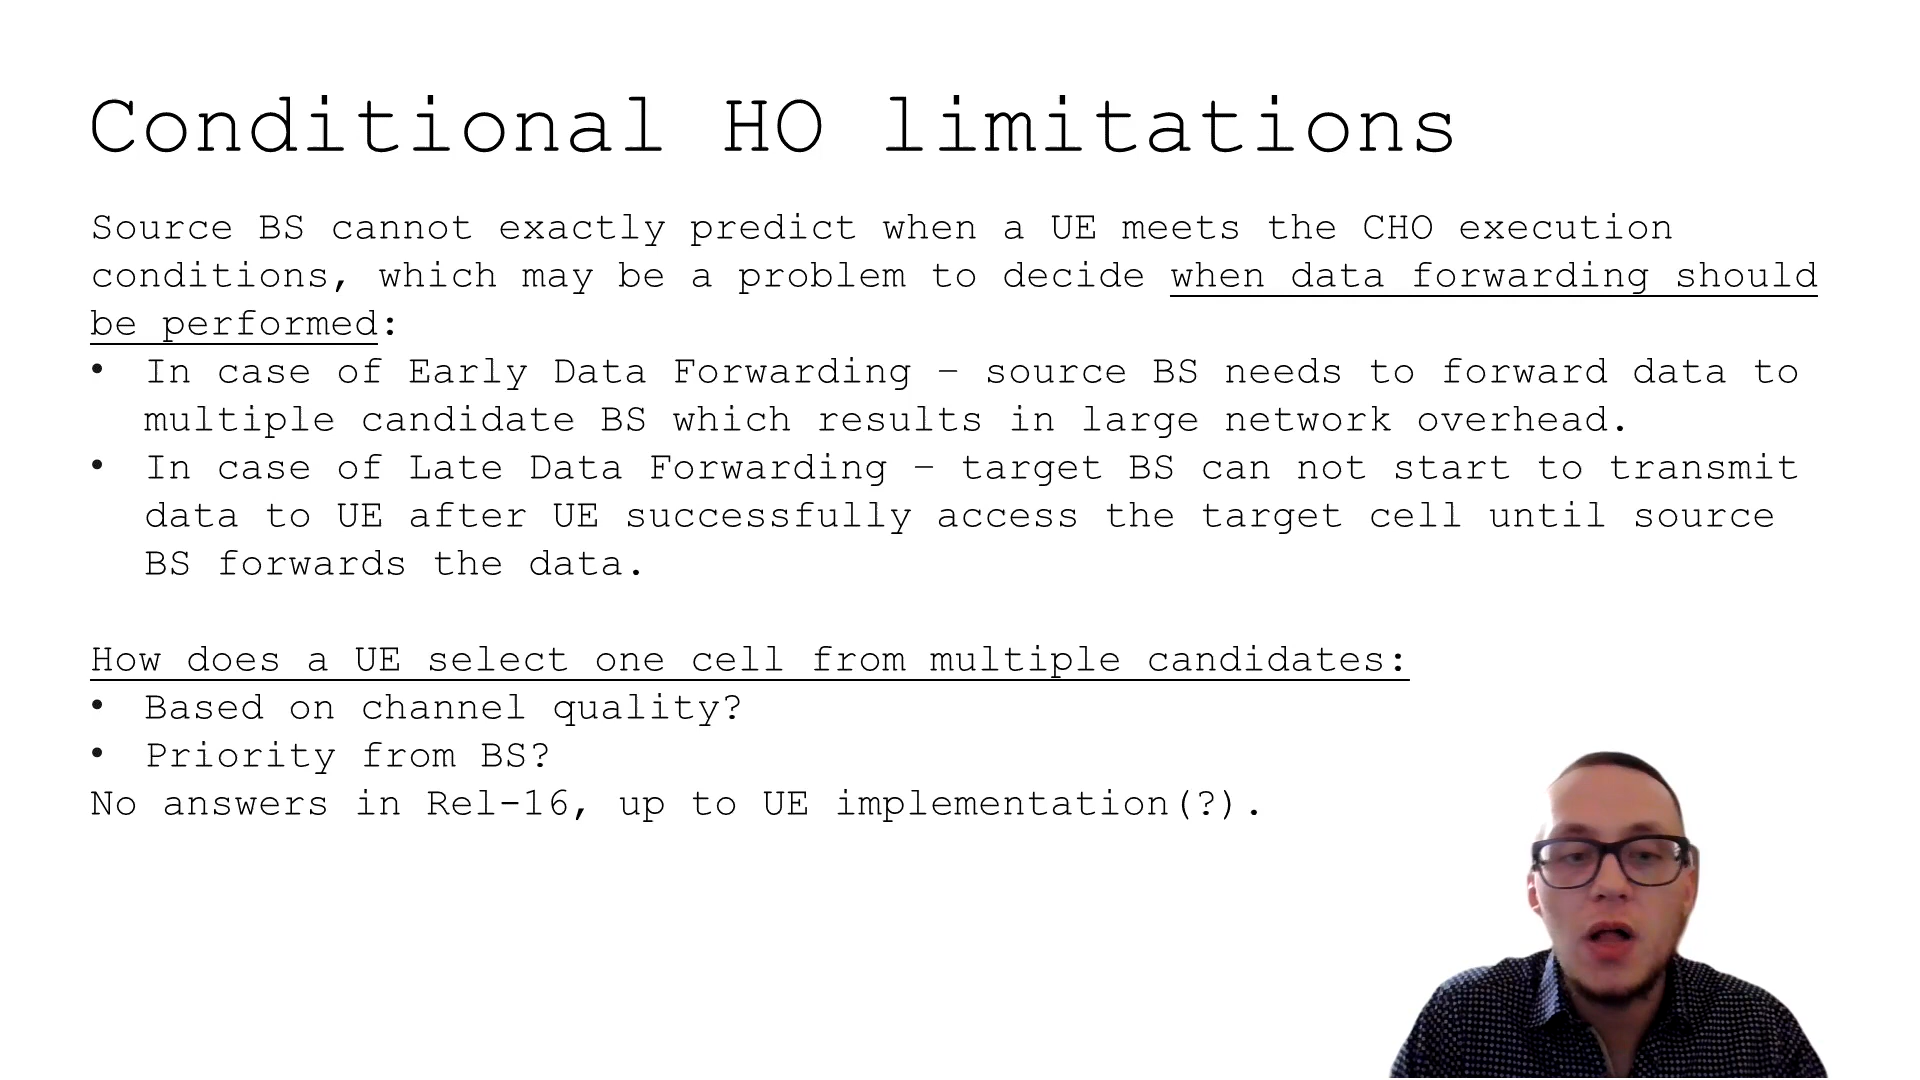 Conditional HO limitations
Source BS cannot exactly predict when a UE meets the CHO execution
conditions, which may be a problem to decide when data forwarding should
be performed:
• In case of Early Data Forwarding – source BS needs to forward data to
multiple candidate BS which results in large network overhead.
• In case of Late Data Forwarding – target BS can not start to transmit
data to UE after UE successfully access the target cell until source
BS forwards the data.
How does a UE select one cell from multiple candidates:
• Based on channel quality?
• Priority from BS?
No answers in Rel-16, up to UE implementation(?).